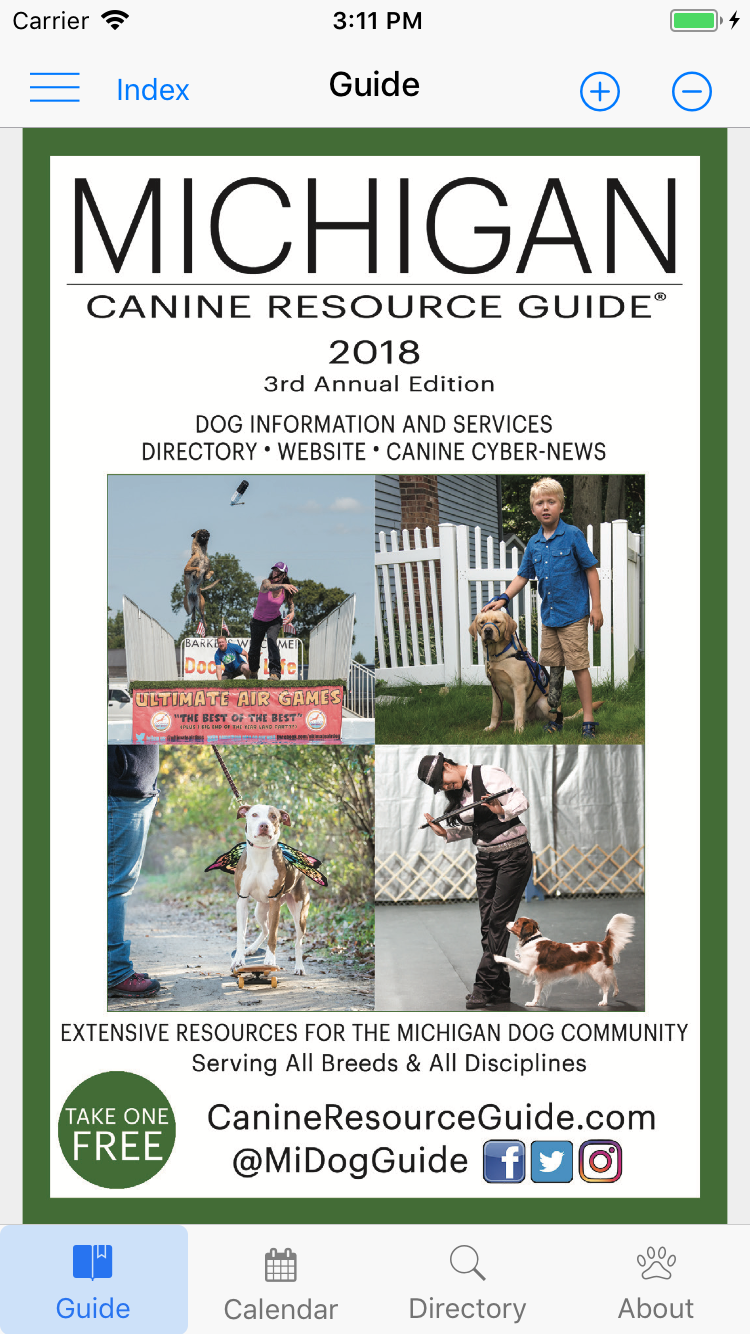 Carrier 3:11 PM
Index Guide
MICHIGAN
CANINE RESOURCE GUIDE®
2018
3rd Annual Edition
DOG INFORMATION AND SERVICES
DIRECTORY • WEBSITE • CANINE CYBER-NEWS
ULTIMATE AIR GAMES
"THE BEST OF THE BEST"
EXTENSIVE RESOURCES FOR THE MICHIGAN DOG COMMUNITY
Serving All Breeds & All Disciplines
TAKE ONE
FREE
CanineResourceGuide.com
@MiDogGuide
Guide Calendar Directory About